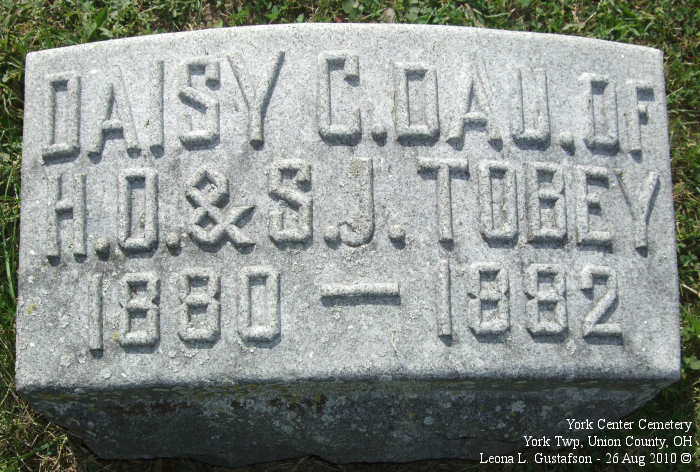 DAISY C. DAU. OF
H. O. & S. J. TOBEY
1880 — 1882
York Center Cemetery
York Twp, Union County, OH
Leona L. Gustafson - 26 Aug 2010 ©